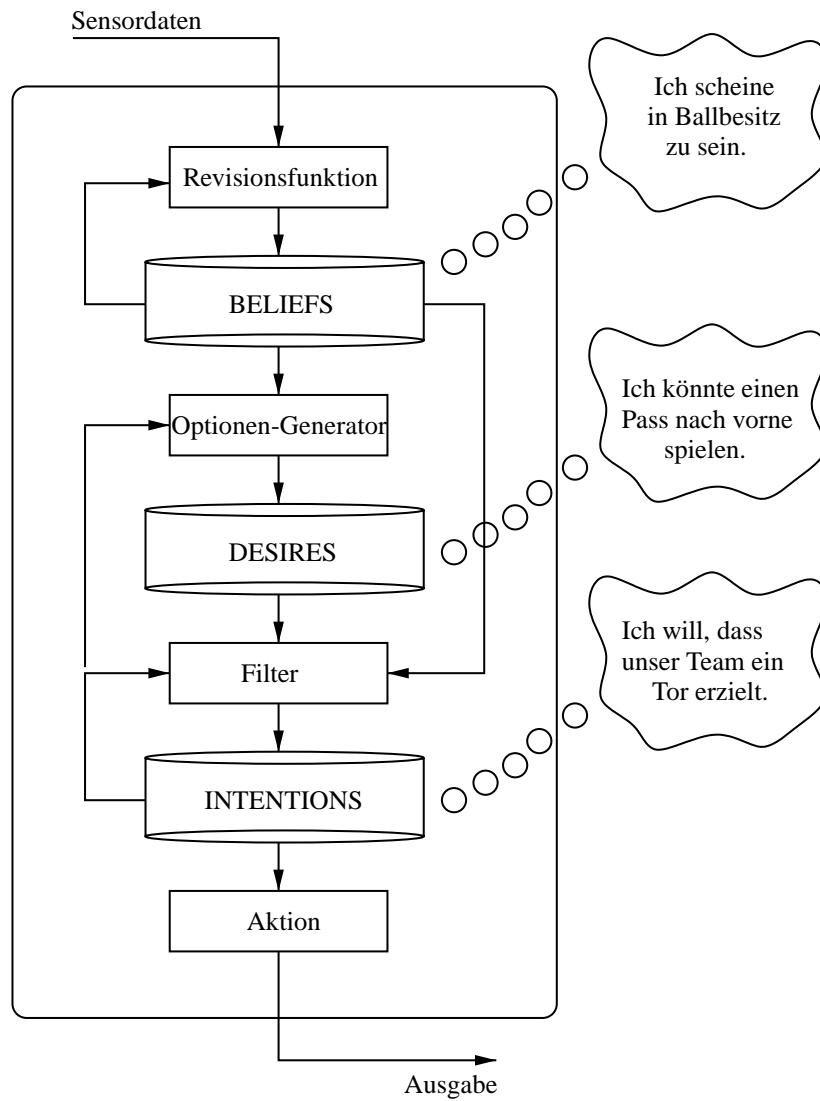 Sensordaten
Ich scheine
in Ballbesitz
zu sein.
Revisionsfunktion
BELIEFS
Ich könnte einen
Pass nach vorne
spielen.
Optionen-Generator
DESIRES
Ich will, dass
unser Team ein
Tor erzielt.
Filter
INTENTIONS
Aktion
Ausgabe